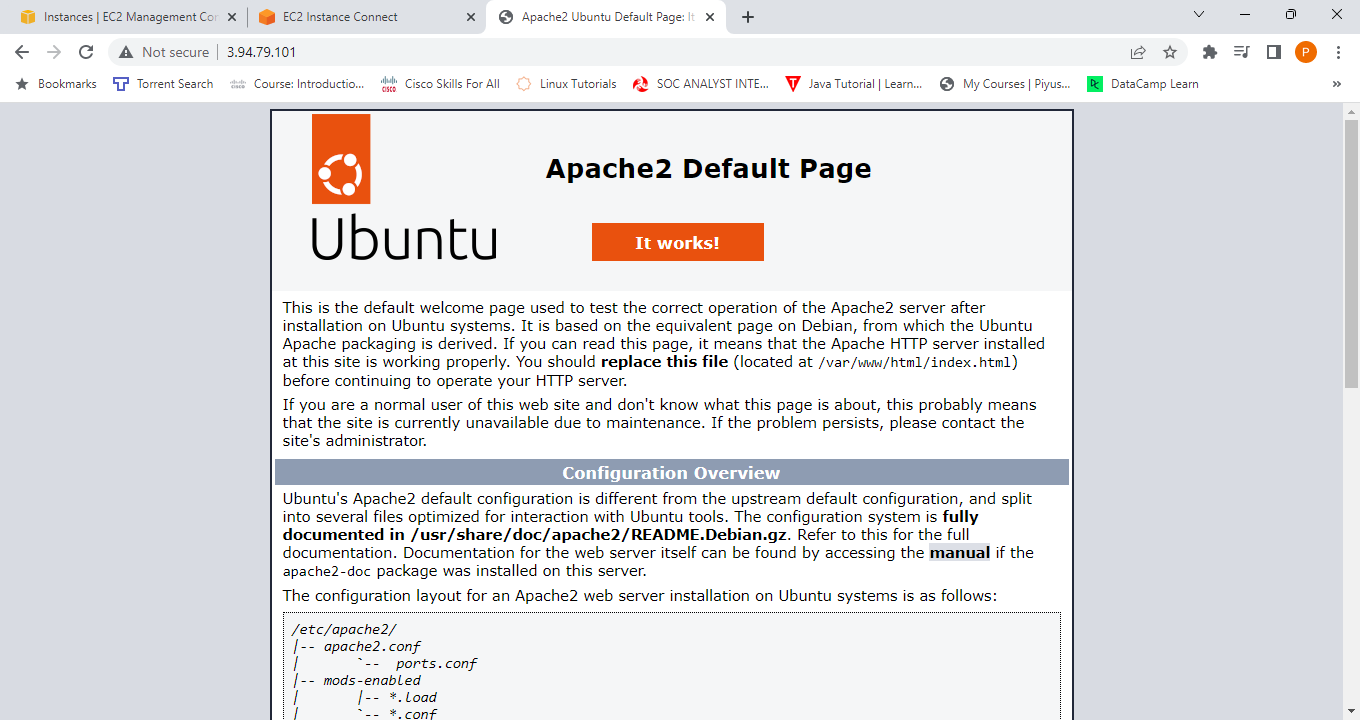 Instances | EC2 Management Con
EC2 Instance Connect
Apache2 Ubuntu Default Page: It
Not secure
3.94.79.101
P
Bookmarks
Torrent Search
Course: Introductio...
CISCO
Cisco Skills For All
Linux Tutorials
SOC ANALYST INTE...
Java Tutorial | Learn...
My Courses | Piyus...
DataCamp Learn
»
Ubuntu
Apache2 Default Page
It works!
This is the default welcome page used to test the correct operation of the Apache2 server after
installation on Ubuntu systems. It is based on the equivalent page on Debian, from which the Ubuntu
Apache packaging is derived. If you can read this page, it means that the Apache HTTP server installed
at this site is working properly. You should replace this file (located at /var/www/html/index.html)
before continuing to operate your HTTP server.
If you are a normal user of this web site and don't know what this page is about, this probably means
that the site is currently unavailable due to maintenance. If the problem persists, please contact the
site's administrator.
Configuration Overview
Ubuntu's Apache2 default configuration is different from the upstream default configuration, and split
into several files optimized for interaction with Ubuntu tools. The configuration system is fully
documented in /usr/share/doc/apache2/README.Debian.gz. Refer to this for the full
documentation. Documentation for the web server itself can be found by accessing the manual if the
apache2-doc package was installed on this server.
The configuration layout for an Apache2 web server installation on Ubuntu systems is as follows:
/etc/apache2/
|-- apache2.conf
|       `--  ports.conf
|-- mods-enabled
|       |-- *.load
|       `-- *.conf